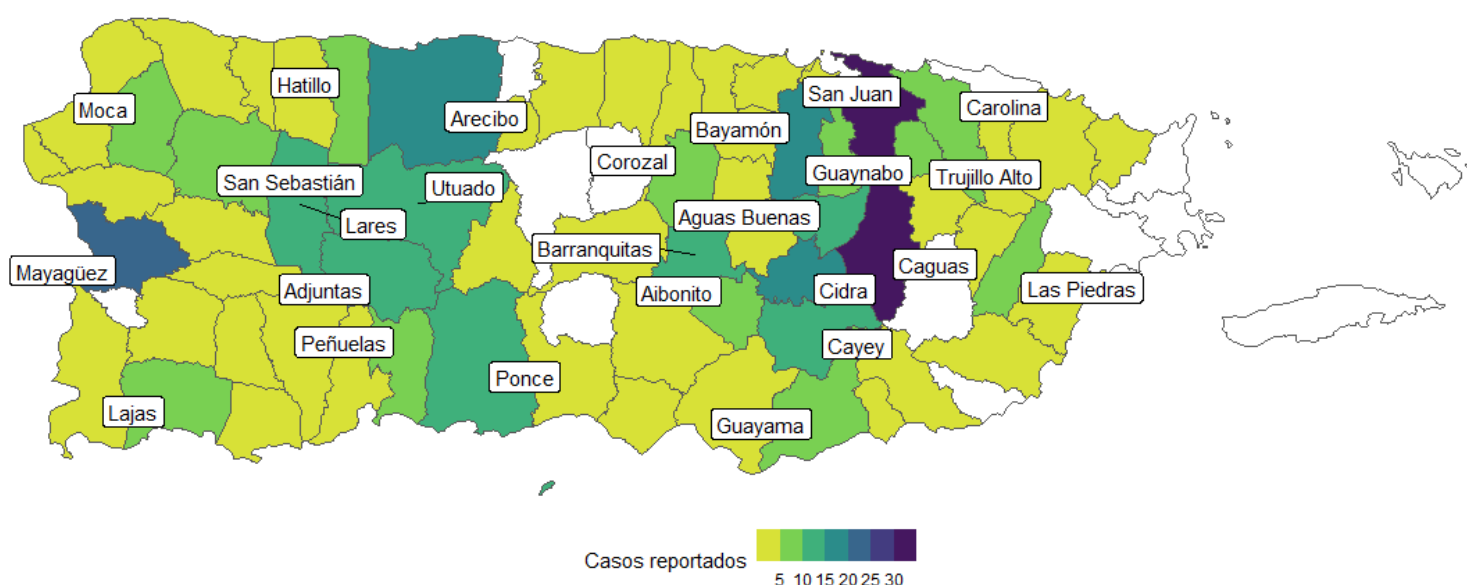 Hatillo
San Juan
Moca
Carolina
Arecibo
Bayamón
Corozal
Guaynabo
Trujillo Alto
San Sebastián
Utuado
Aguas Buenas
Lares
Barranquitas
Caguas
Mayagüez
Adjuntas
Aibonito
Cidra
Las Piedras
Peñuelas
Cayey
Ponce
Lajas
Guayama
Casos reportados
5 10 15 20 25 30